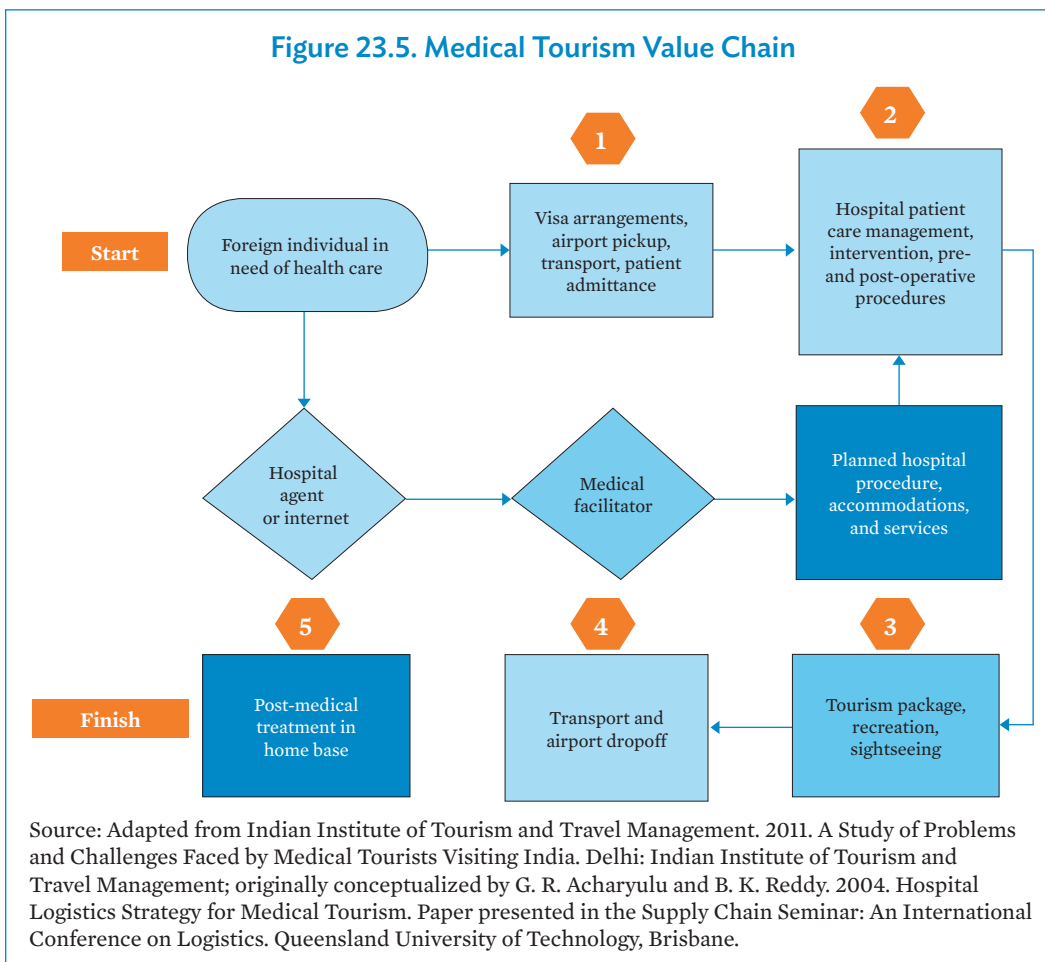 Figure 23.5. Medical Tourism Value Chain
1
2
Start
Foreign individual in
need of health care
Visa arrangements,
airport pickup,
transport, patient
admittance
Hospital patient
care management,
intervention, pre-
and post-operative
procedures
Hospital
agent
or internet
Medical
facilitator
Planned hospital
procedure,
accommodations,
and services
5
4
3
Finish
Post-medical
treatment in
home base
Transport and
airport dropoff
Tourism package,
recreation,
sightseeing
Source: Adapted from Indian Institute of Tourism and Travel Management. 2011. A Study of Problems
and Challenges Faced by Medical Tourists Visiting India. Delhi: Indian Institute of Tourism and
Travel Management; originally conceptualized by G. R. Acharyulu and B. K. Reddy. 2004. Hospital
Logistics Strategy for Medical Tourism. Paper presented in the Supply Chain Seminar: An International
Conference on Logistics. Queensland University of Technology, Brisbane.